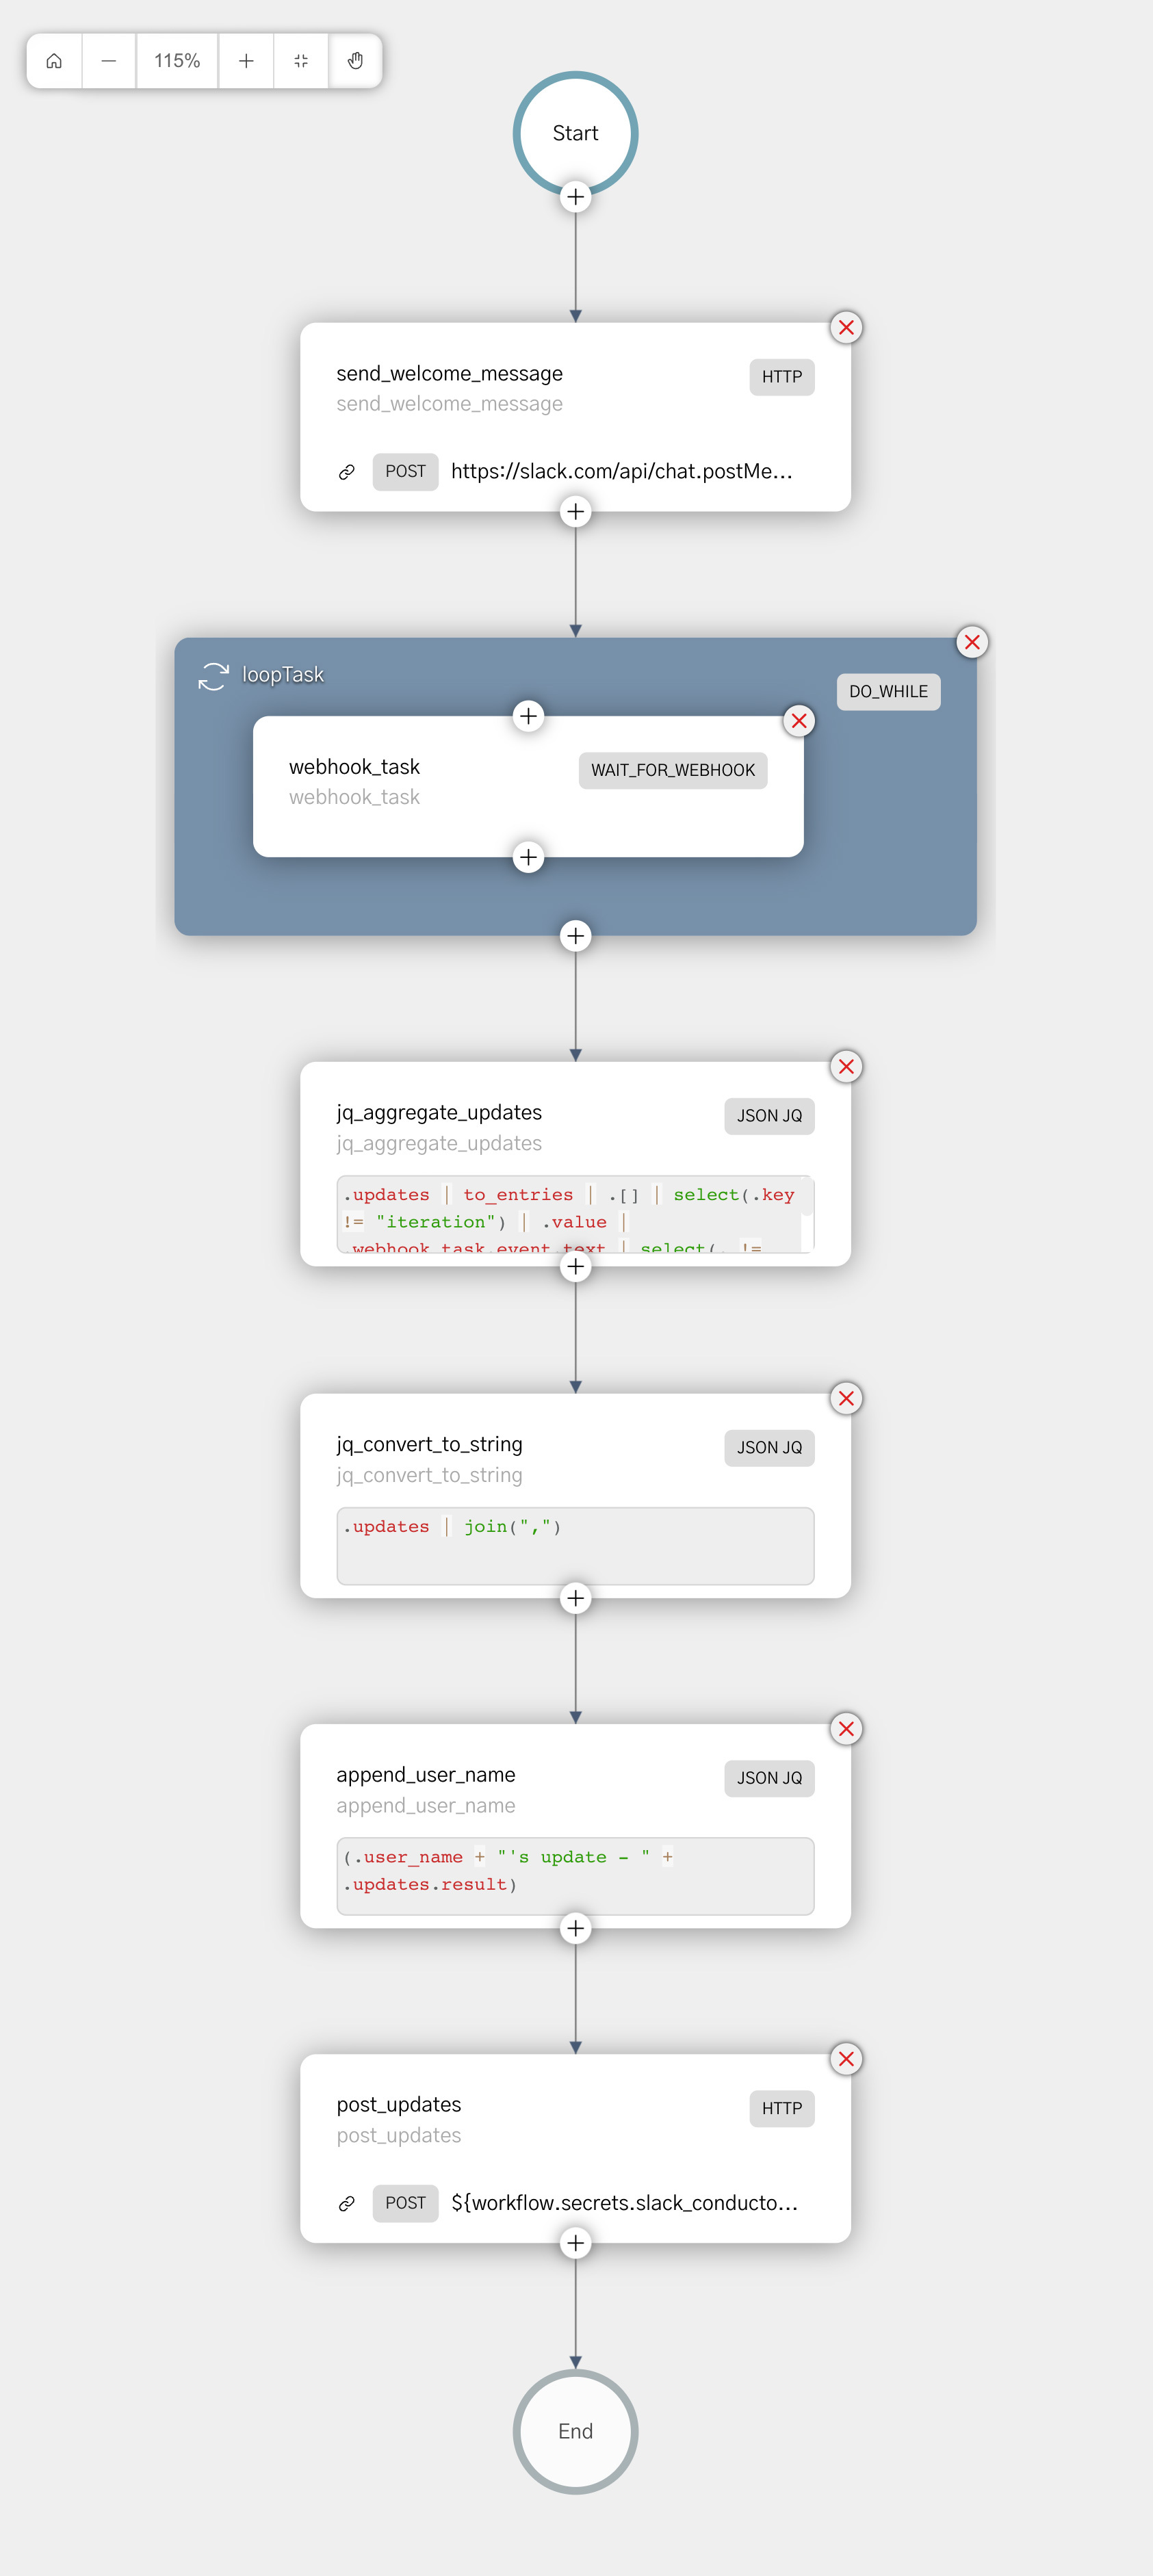 115%
Start
send_welcome_message
HTTP
send_welcome_message
POST
https://slack.com/api/chat.postMe...
loopTask
DO_WHILE
webhook_task
WAIT_FOR_WEBHOOK
webhook_task
jq_aggregate_updates
JSON JQ
jq_aggregate_updates
.updates | to_entries | .[] | select(.key
!= "iteration") | .value |
.webhook_task.event.text | select(. !=
jq_convert_to_string
JSON JQ
jq_convert_to_string
.updates | join(",")
append_user_name
JSON JQ
append_user_name
(.user_name + "'s update - " +
.updates.result)
post_updates
HTTP
post_updates
POST
${workflow.secrets.slack_conducto...
End